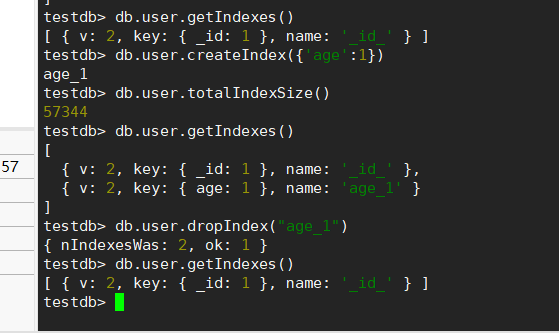 ]
testdb> db.user.getIndexes()
[ { v: 2, key: { _id: 1 }, name: '_id_' } ]
testdb> db.user.createIndex({'age':1})
age_1
testdb> db.user.totalIndexSize()
57344
testdb> db.user.getIndexes()
[
  { v: 2, key: { _id: 1 }, name: '_id_' },
  { v: 2, key: { age: 1 }, name: 'age_1' }
]
testdb> db.user.dropIndex("age_1")
{ nIndexesWas: 2, ok: 1 }
testdb> db.user.getIndexes()
[ { v: 2, key: { _id: 1 }, name: '_id_' } ]
testdb>
57